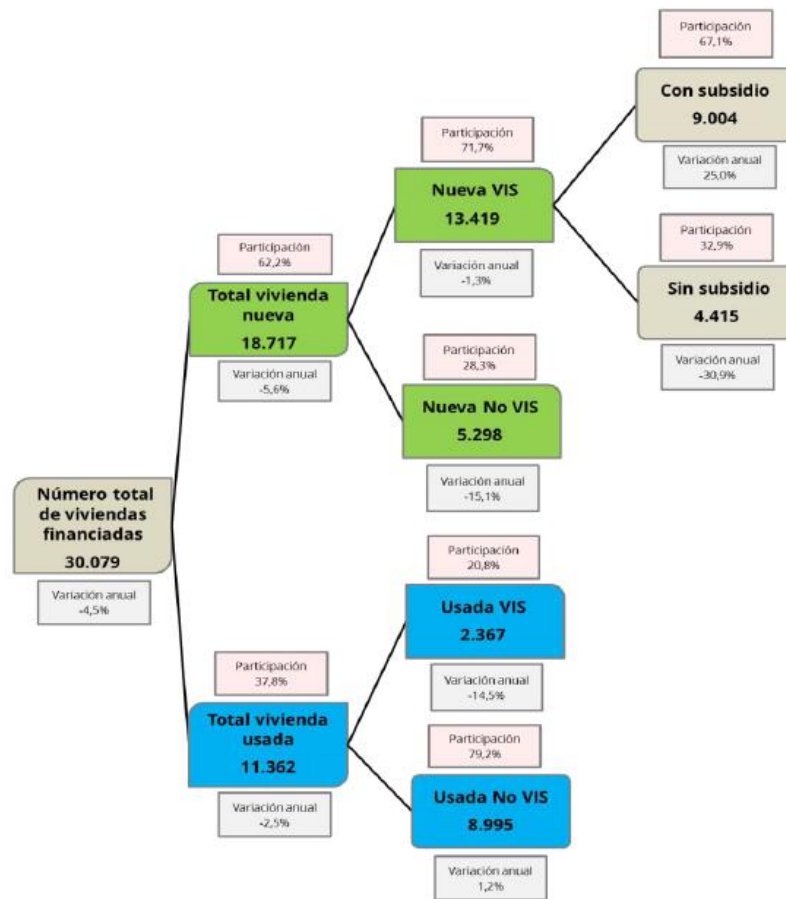 Número total
de viviendas
financiadas
30.079
Variación anual
-4,5%
Participación
62,2%
Total vivienda
nueva
18.717
Variación anual
-5,6%
Participación
71,7%
Nueva VIS
13.419
Variación anual
-1,3%
Participación
67,1%
Con subsidio
9.004
Variación anual
25,0%
Participación
32,9%
Sin subsidio
4.415
Variación anual
-30,9%
Participación
28,3%
Nueva No VIS
5.298
Variación anual
-15,1%
Participación
37,8%
Total vivienda
usada
11.362
Variación anual
-2,5%
Participación
20,8%
Usada VIS
2.367
Variación anual
-14,5%
Participación
79,2%
Usada No VIS
8.995
Variación anual
1,2%